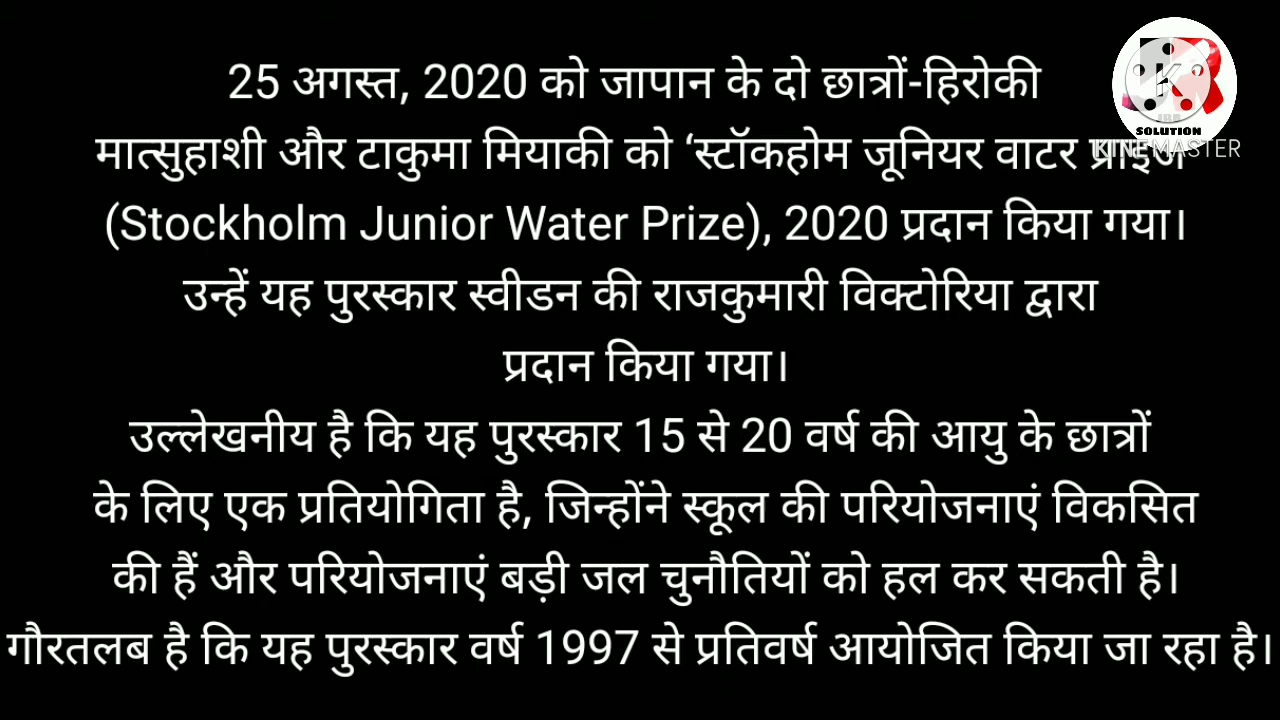 25 अगस्त, 2020 को जापान के दो छात्रों-हिरोकी
मात्सुहाशी और टाकुमा मियाकी को ‘स्टॉकहोम जूनियर वाटर प्राइज
(Stockholm Junior Water Prize), 2020 प्रदान किया गया।
उन्हें यह पुरस्कार स्वीडन की राजकुमारी विक्टोरिया द्वारा
प्रदान किया गया।
उल्लेखनीय है कि यह पुरस्कार 15 से 20 वर्ष की आयु के छात्रों
के लिए एक प्रतियोगिता है, जिन्होंने स्कूल की परियोजनाएं विकसित
की हैं और परियोजनाएं बड़ी जल चुनौतियों को हल कर सकती है।
गौरतलब है कि यह पुरस्कार वर्ष 1997 से प्रतिवर्ष आयोजित किया जा रहा है।
SOLUTION
KINEMASTER